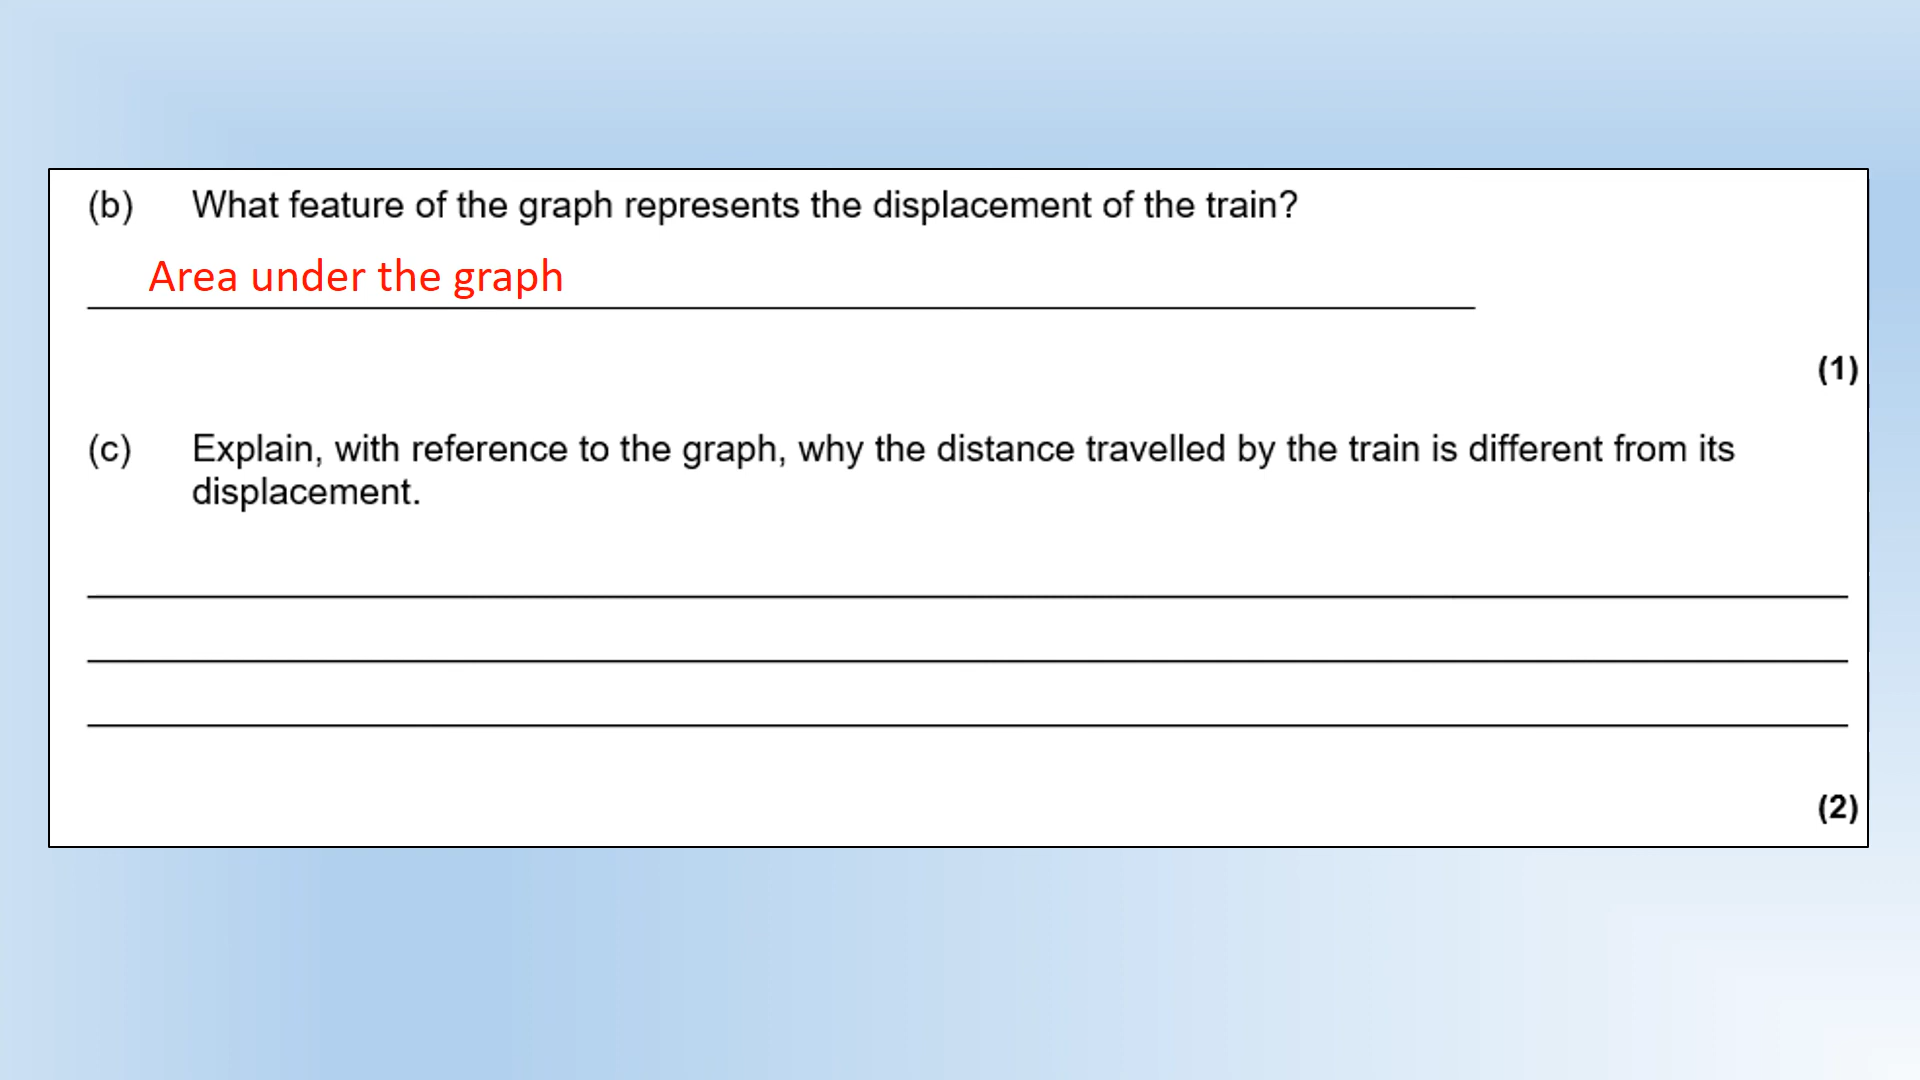 (b) What feature of the graph represents the displacement of the train?
Area under the graph
(1)
(c) Explain, with reference to the graph, why the distance travelled by the train is different from its
displacement.
(2)